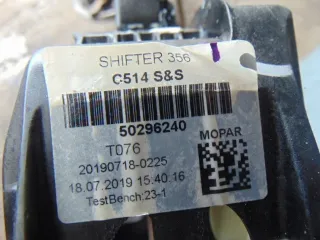 SHIFTER 356
C514 S&S
50296240
T076
MOPAR
20190718-0225
18.07.2019 15:40:16
TestBench:23-1